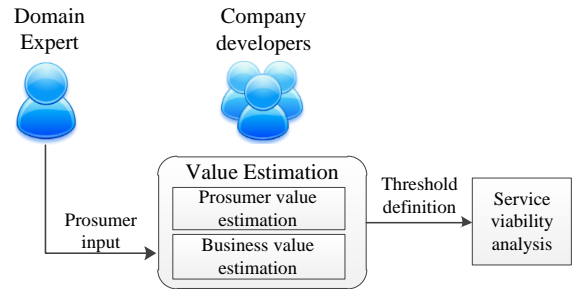 Domain
Expert
Company
developers
Value Estimation
Prosumer value
estimation
Business value
estimation
Prosumer
input
Threshold
definition
Service
viability
analysis